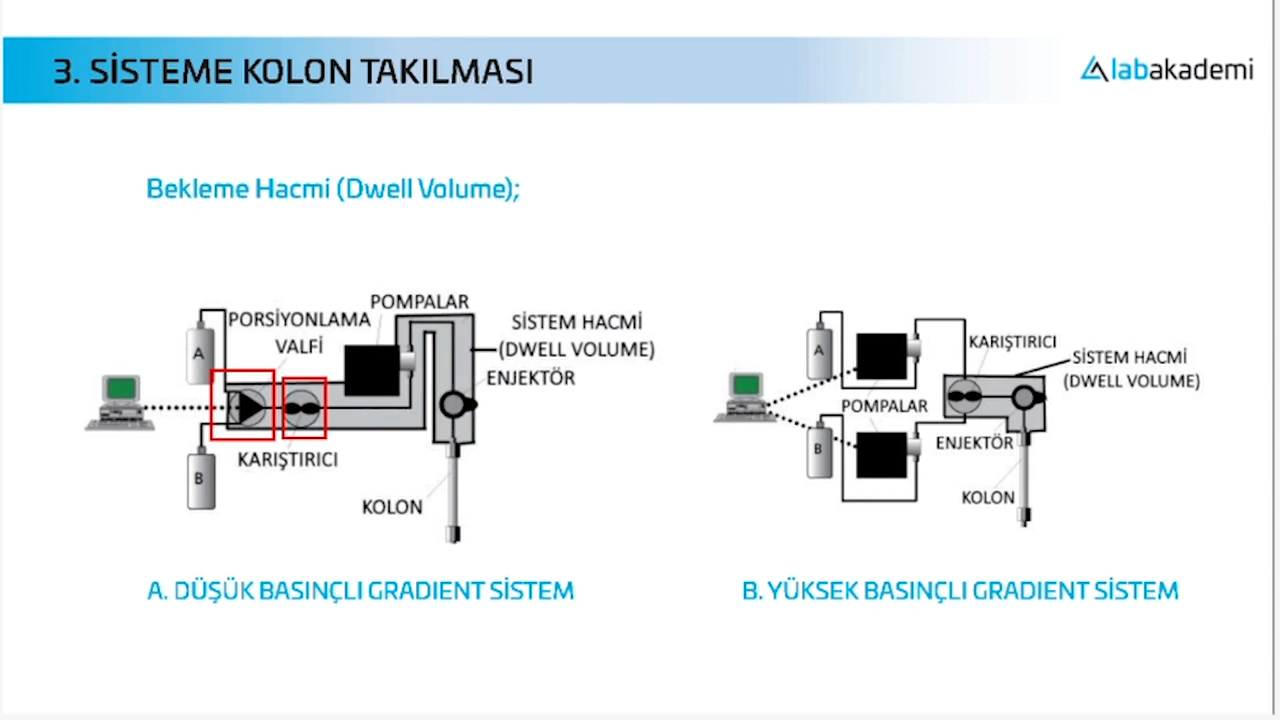 3. SİSTEME KOLON TAKILMASI
labakademi
Bekleme Hacmi (Dwell Volume);
POMPALAR
PORSİYONLAMA
VALFİ
A
SİSTEM HACMİ
(DWELL VOLUME)
ENJEKTÖR
KARIŞTIRICI
B
KOLON
A
KARIŞTIRICI
SİSTEM HACMİ
(DWELL VOLUME)
POMPALAR
B
ENJEKTÖR
KOLON
A. DÜŞÜK BASINÇLI GRADIENT SİSTEM
B. YÜKSEK BASINÇLI GRADIENT SİSTEM